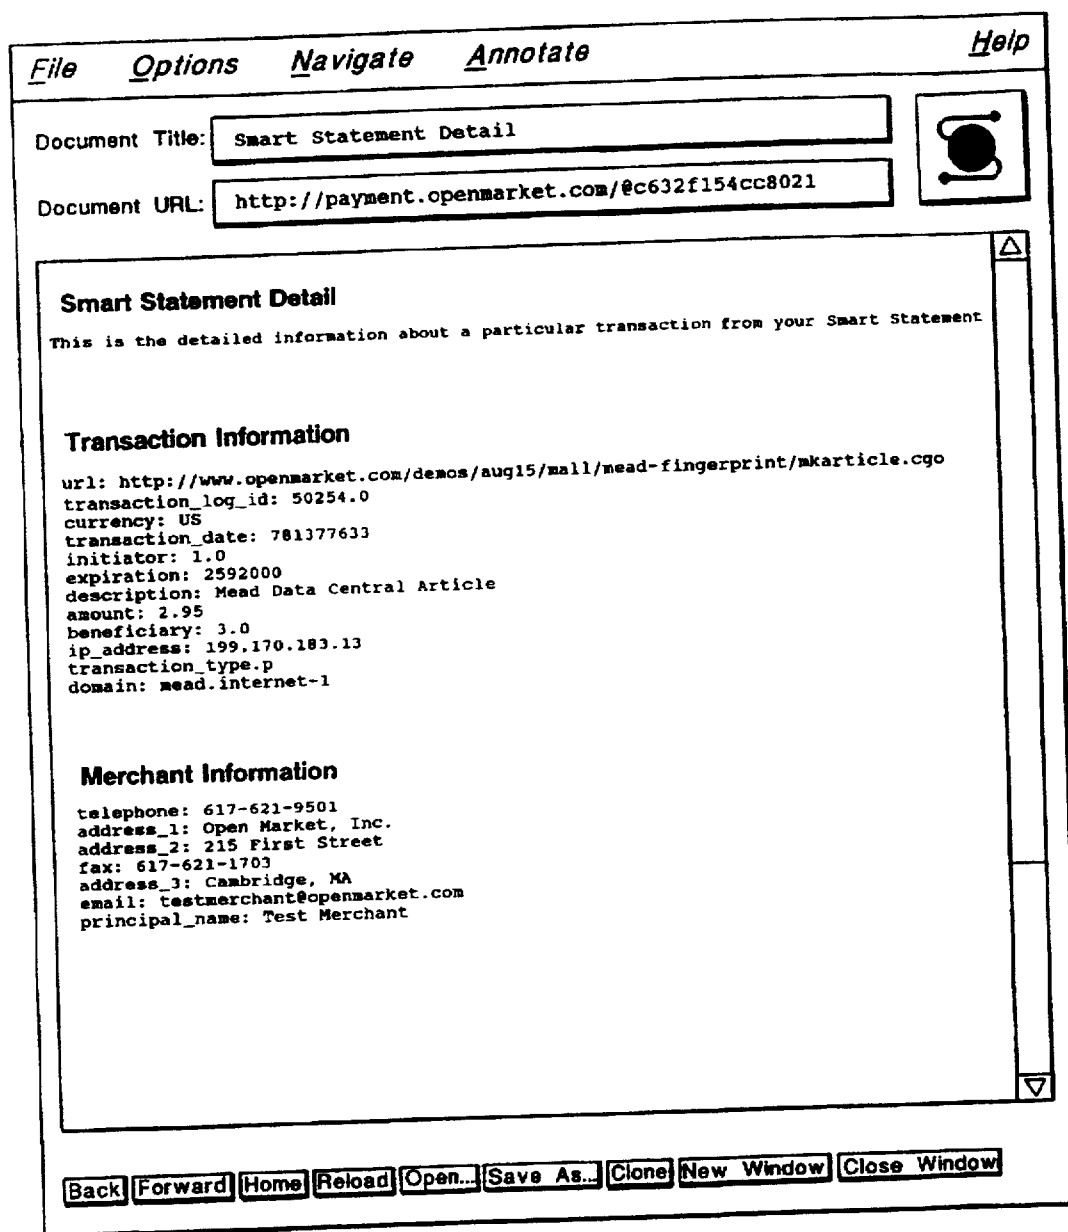 File Options Navigate Annotate Help
Document Title: Smart Statement Detail
Document URL: http://payment.openmarket.com/@c632f154cc8021
Smart Statement Detail
This is the detailed information about a particular transaction from your Smart Statement
Transaction Information
url: http://www.openmarket.com/demos/aug15/mall/mead-fingerprint/mkarticle.cgo
transaction_log_id: 50254.0
currency: US
transaction_date: 781377633
initiator: 1.0
expiration: 2592000
description: Mead Data Central Article
amount: 2.95
beneficiary: 3.0
ip_address: 199.170.183.13
transaction_type.p
domain: mead.internet-1
Merchant Information
telephone: 617-621-9501
address_1: Open Market, Inc.
address_2: 215 First Street
fax: 617-621-1703
address_3: Cambridge, MA
email: testmerchant@openmarket.com
principal_name: Test Merchant
Back Forward Home Reload Open... Save As... Clone New Window Close Window